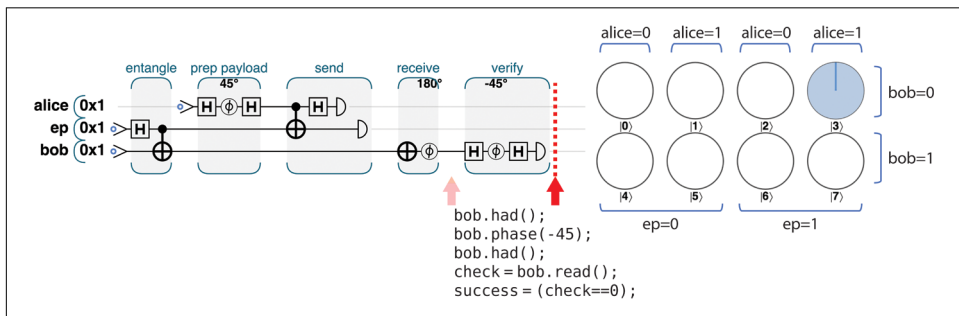 entangle prep payload send receive verify
45° 180° -45°
alice 0x1
H ϕ H H
ep 0x1
H
bob 0x1
ϕ H ϕ H
bob.had();
bob.phase(-45);
bob.had();
check = bob.read();
success = (check==0);
alice=0 alice=1 alice=0 alice=1
bob=0
|0⟩ |1⟩ |2⟩ |3⟩
bob=1
|4⟩ |5⟩ |6⟩ |7⟩
ep=0 ep=1